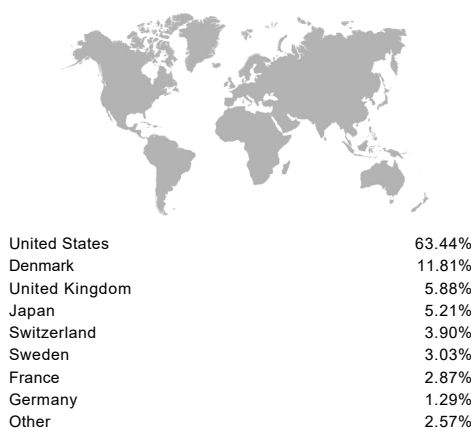 United States 63.44%
Denmark 11.81%
United Kingdom 5.88%
Japan 5.21%
Switzerland 3.90%
Sweden 3.03%
France 2.87%
Germany 1.29%
Other 2.57%